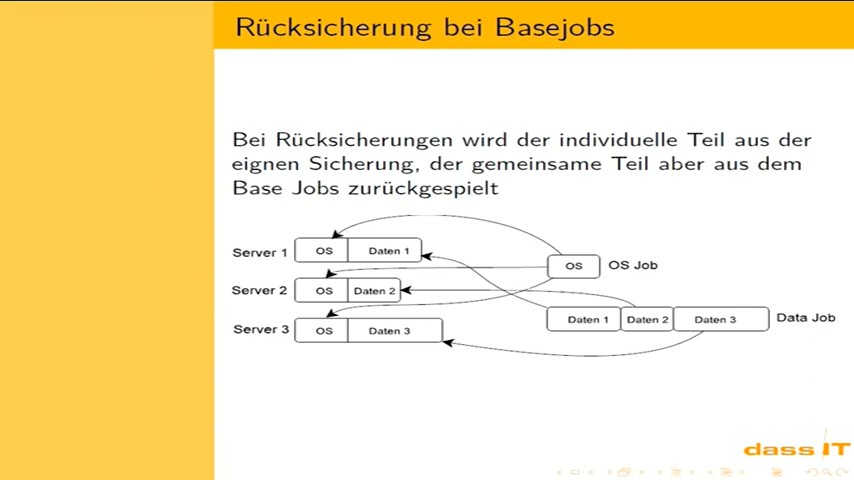 Rücksicherung bei Basejobs
Bei Rücksicherungen wird der individuelle Teil aus der
eignen Sicherung, der gemeinsame Teil aber aus dem
Base Jobs zurückgespielt
Server 1 OS Daten 1
OS OS Job
Server 2 OS Daten 2
Daten 1 Daten 2 Daten 3 Data Job
Server 3 OS Daten 3
dass IT